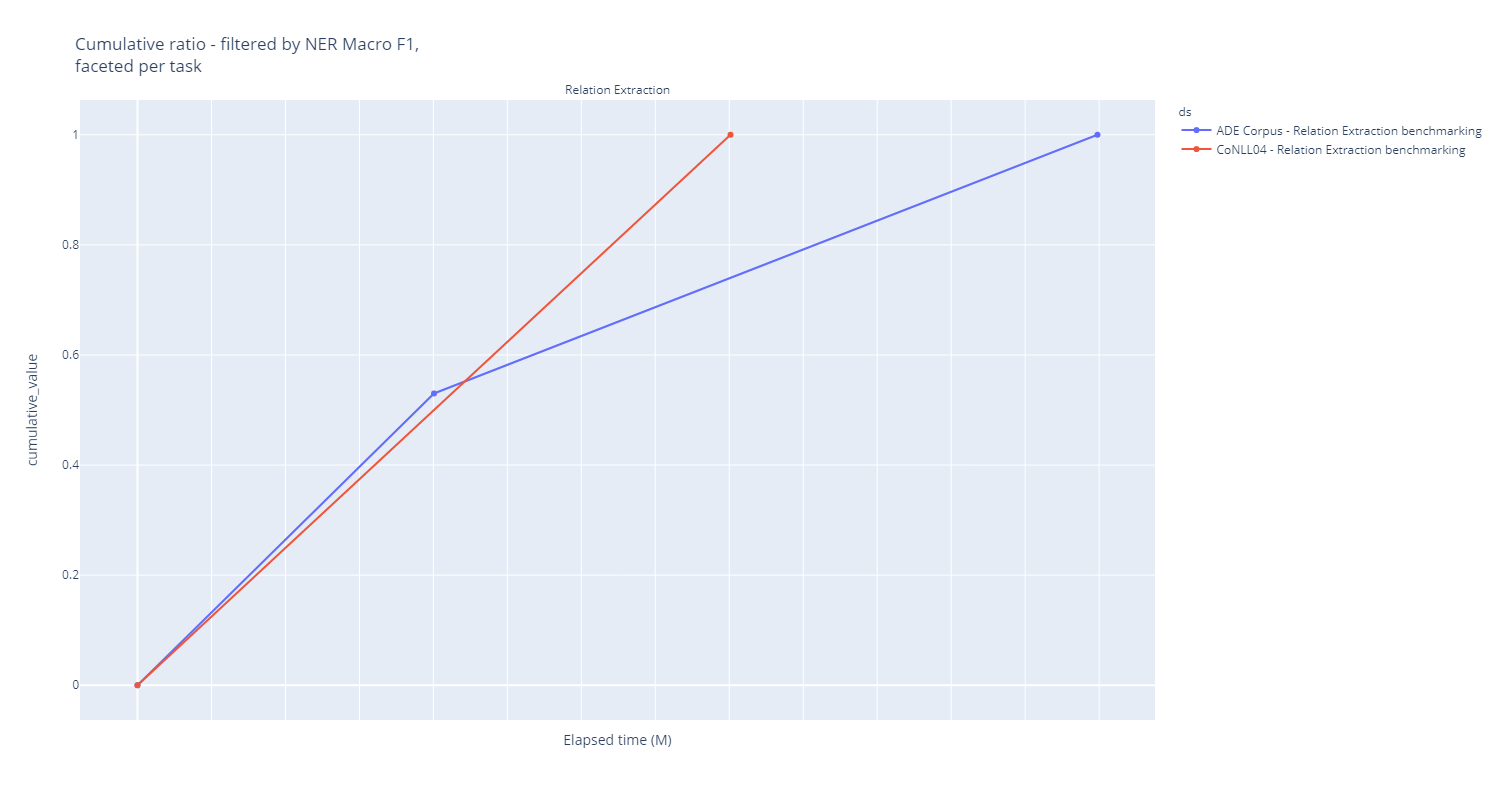 Cumulative ratio - filtered by NER Macro F1,
faceted per task
Relation Extraction
ds
ADE Corpus - Relation Extraction benchmarking
CoNLL04 - Relation Extraction benchmarking
1
0.8
0.6
0.4
0.2
0
cumulative_value
Elapsed time (M)